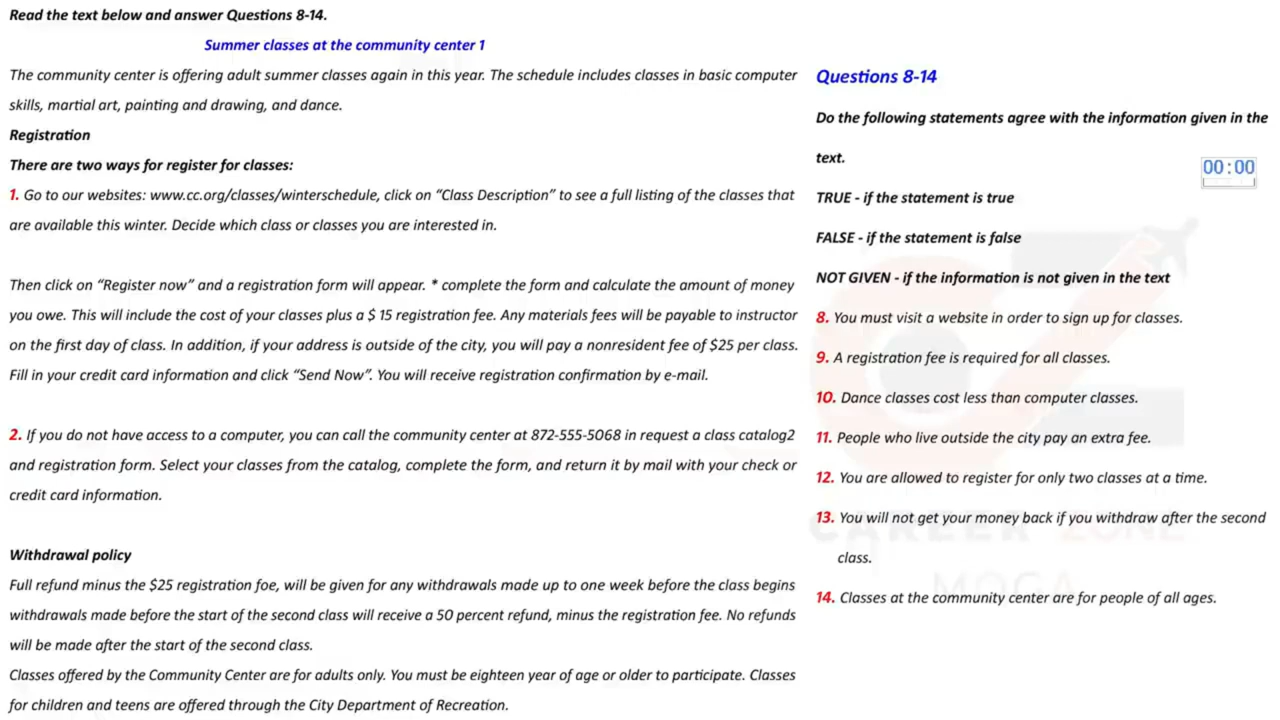 Read the text below and answer Questions 8-14.
Summer classes at the community center 1
The community center is offering adult summer classes again in this year. The schedule includes classes in basic computer
skills, martial art, painting and drawing, and dance.
Registration
There are two ways for register for classes:
1. Go to our websites: www.cc.org/classes/winterschedule, click on “Class Description” to see a full listing of the classes that
are available this winter. Decide which class or classes you are interested in.
Then click on “Register now” and a registration form will appear. * complete the form and calculate the amount of money
you owe. This will include the cost of your classes plus a $ 15 registration fee. Any materials fees will be payable to instructor
on the first day of class. In addition, if your address is outside of the city, you will pay a nonresident fee of $25 per class.
Fill in your credit card information and click “Send Now”. You will receive registration confirmation by e-mail.
2. If you do not have access to a computer, you can call the community center at 872-555-5068 in request a class catalog2
and registration form. Select your classes from the catalog, complete the form, and return it by mail with your check or
credit card information.
Withdrawal policy
Full refund minus the $25 registration foe, will be given for any withdrawals made up to one week before the class begins
withdrawals made before the start of the second class will receive a 50 percent refund, minus the registration fee. No refunds
will be made after the start of the second class.
Classes offered by the Community Center are for adults only. You must be eighteen year of age or older to participate. Classes
for children and teens are offered through the City Department of Recreation.
Questions 8-14
Do the following statements agree with the information given in the
text.
00:00
TRUE - if the statement is true
FALSE - if the statement is false
NOT GIVEN - if the information is not given in the text
8. You must visit a website in order to sign up for classes.
9. A registration fee is required for all classes.
10. Dance classes cost less than computer classes.
11. People who live outside the city pay an extra fee.
12. You are allowed to register for only two classes at a time.
13. You will not get your money back if you withdraw after the second
class.
14. Classes at the community center are for people of all ages.
CAREER ZONE
MOGA